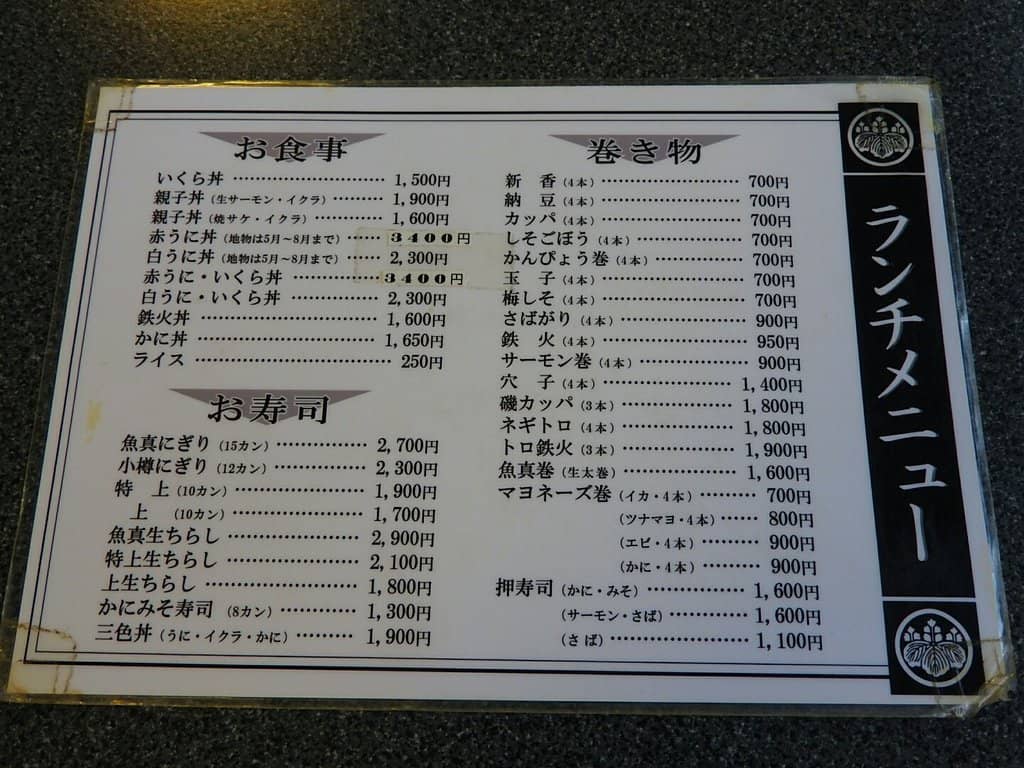 お食事
いくら丼 ………………… 1,500円
親子丼（生サーモン・イクラ） ……… 1,900円
親子丼（焼サケ・イクラ） ………… 1,600円
赤うに丼（地物は5月～8月まで） …… 3400円
白うに丼（地物は5月～8月まで） …… 2,300円
赤うに・いくら丼 ………… 3400円
白うに・いくら丼 ………… 2,300円
鉄火丼 …………………… 1,600円
かに丼 …………………… 1,650円
ライス …………………… 250円
お寿司
魚真にぎり（15カン） ………… 2,700円
小樽にぎり（12カン） ………… 2,300円
特　上（10カン） ……………… 1,900円
上　（10カン） ……………… 1,700円
魚真生ちらし ……………… 2,900円
特上生ちらし ……………… 2,100円
上生ちらし ………………… 1,800円
かにみそ寿司（8カン） ………… 1,300円
三色丼（うに・イクラ・かに） ……… 1,900円
巻き物
新　香（4本） ………………… 700円
納　豆（4本） ………………… 700円
カッパ（4本） ………………… 700円
しそごぼう（4本） …………… 700円
かんぴょう巻（4本） ………… 700円
玉　子（4本） ………………… 700円
梅しそ（4本） ………………… 700円
さばがり（4本） ……………… 900円
鉄　火（4本） ………………… 950円
サーモン巻（4本） …………… 900円
穴　子（4本） ………………… 1,400円
磯カッパ（3本） ……………… 1,800円
ネギトロ（4本） ……………… 1,800円
トロ鉄火（3本） ……………… 1,900円
魚真巻（生太巻） ……………… 1,600円
マヨネーズ巻（イカ・4本） ……… 700円
（ツナマヨ・4本） …… 800円
（エビ・4本） ……… 900円
（かに・4本） ……… 900円
押寿司（かに・みそ） …………… 1,600円
（サーモン・さば） ………… 1,600円
（さば） ………………… 1,100円
ランチメニュー